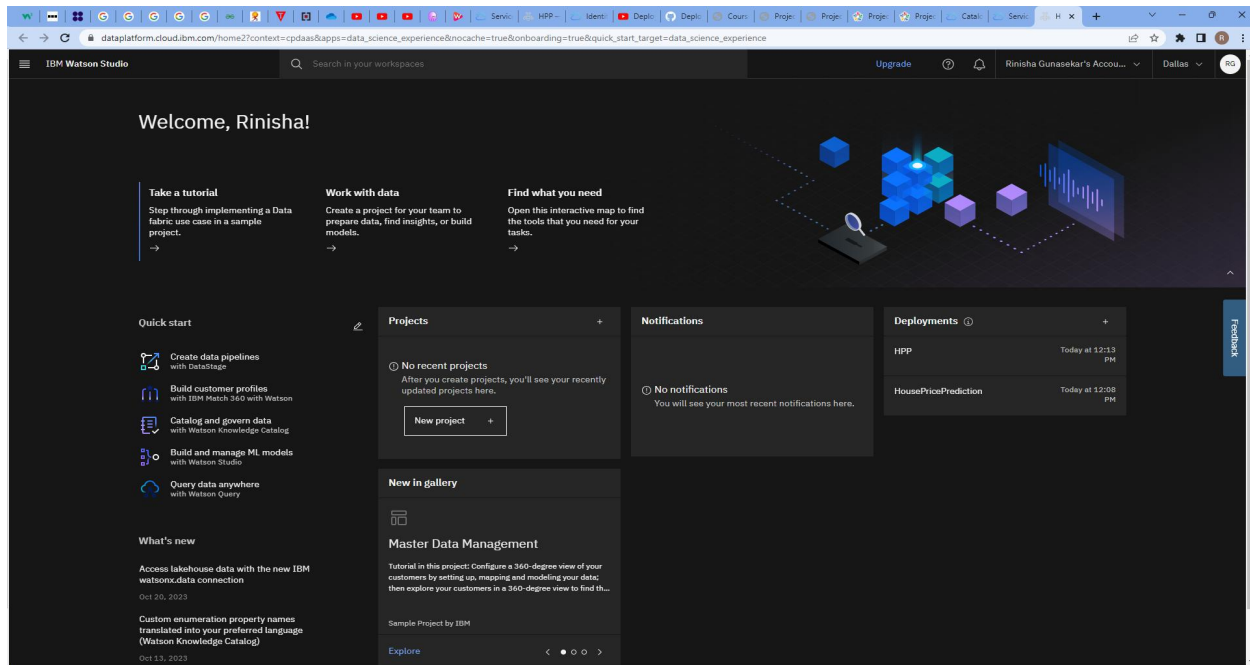 Servic
HPP –
Identi
Deplo
Deplo
Cours
Projec
Projec
Projec
Projec
Catalo
Servic
H
dataplatform.cloud.ibm.com/home2?context=cpdaas&apps=data_science_experience&nocache=true&onboarding=true&quick_start_target=data_science_experience
IBM Watson Studio
Search in your workspaces
Upgrade
Rinisha Gunasekar's Accou...
Dallas
RG
Welcome, Rinisha!
Take a tutorial
Step through implementing a Data
fabric use case in a sample
project.
Work with data
Create a project for your team to
prepare data, find insights, or build
models.
Find what you need
Open this interactive map to find
the tools that you need for your
tasks.
Feedback
Quick start
Create data pipelines
with DataStage
Build customer profiles
with IBM Match 360 with Watson
Catalog and govern data
with Watson Knowledge Catalog
Build and manage ML models
with Watson Studio
Query data anywhere
with Watson Query
What's new
Access lakehouse data with the new IBM
watsonx.data connection
Oct 20, 2023
Custom enumeration property names
translated into your preferred language
(Watson Knowledge Catalog)
Oct 13, 2023
Projects
No recent projects
After you create projects, you'll see your recently
updated projects here.
New project +
New in gallery
Master Data Management
Tutorial in this project: Configure a 360-degree view of your
customers by setting up, mapping and modeling your data;
then explore your customers in a 360-degree view to find th...
Sample Project by IBM
Explore
Notifications
No notifications
You will see your most recent notifications here.
Deployments
HPP
Today at 12:13
PM
HousePricePrediction
Today at 12:08
PM